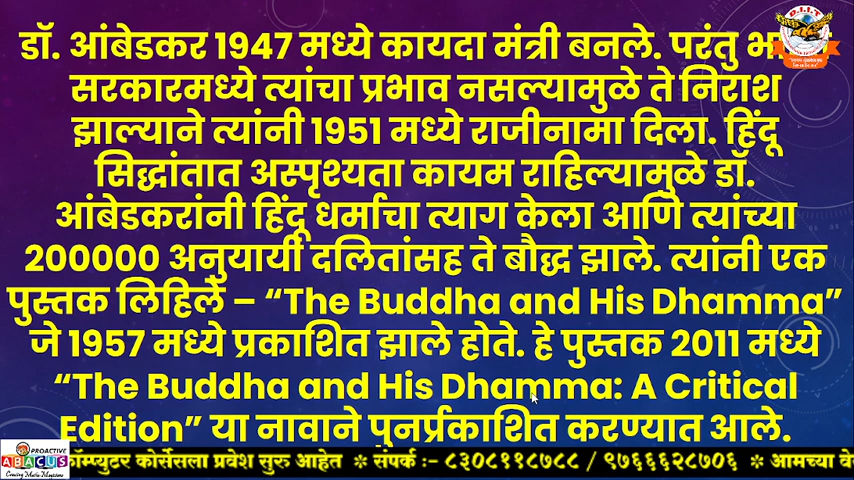 डॉ. आंबेडकर 1947 मध्ये कायदा मंत्री बनले. परंतु
सरकारमध्ये त्यांचा प्रभाव नसल्यामुळे ते निराश
झाल्याने त्यांनी 1951 मध्ये राजीनामा दिला. हिंदू
सिद्धांतात अस्पृश्यता कायम राहिल्यामुळे डॉ.
आंबेडकरांनी हिंदू धर्माचा त्याग केला आणि त्यांच्या
200000 अनुयायी दलितांसह ते बौद्ध झाले. त्यांनी एक
पुस्तक लिहिले – “The Buddha and His Dhamma”
जे 1957 मध्ये प्रकाशित झाले होते. हे पुस्तक 2011 मध्ये
“The Buddha and His Dhamma: A Critical
Edition” या नावाने पुनर्प्रकाशित करण्यात आले.
PROACTIVE
ABACUS
कॉम्प्युटर कोर्सेसला प्रवेश सुरु आहेत ❊ संपर्क :- ८३०८११८७८८ / ९७६६६२८७०६ ❊ आमच्या